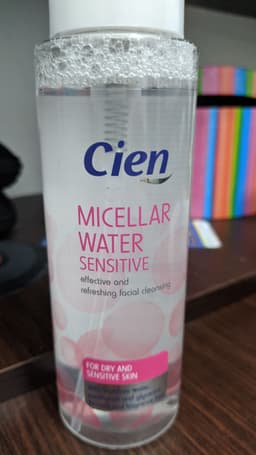 Cien
MICELLAR
WATER
SENSITIVE
effective and
refreshing facial cleansing
FOR DRY AND
SENSITIVE SKIN